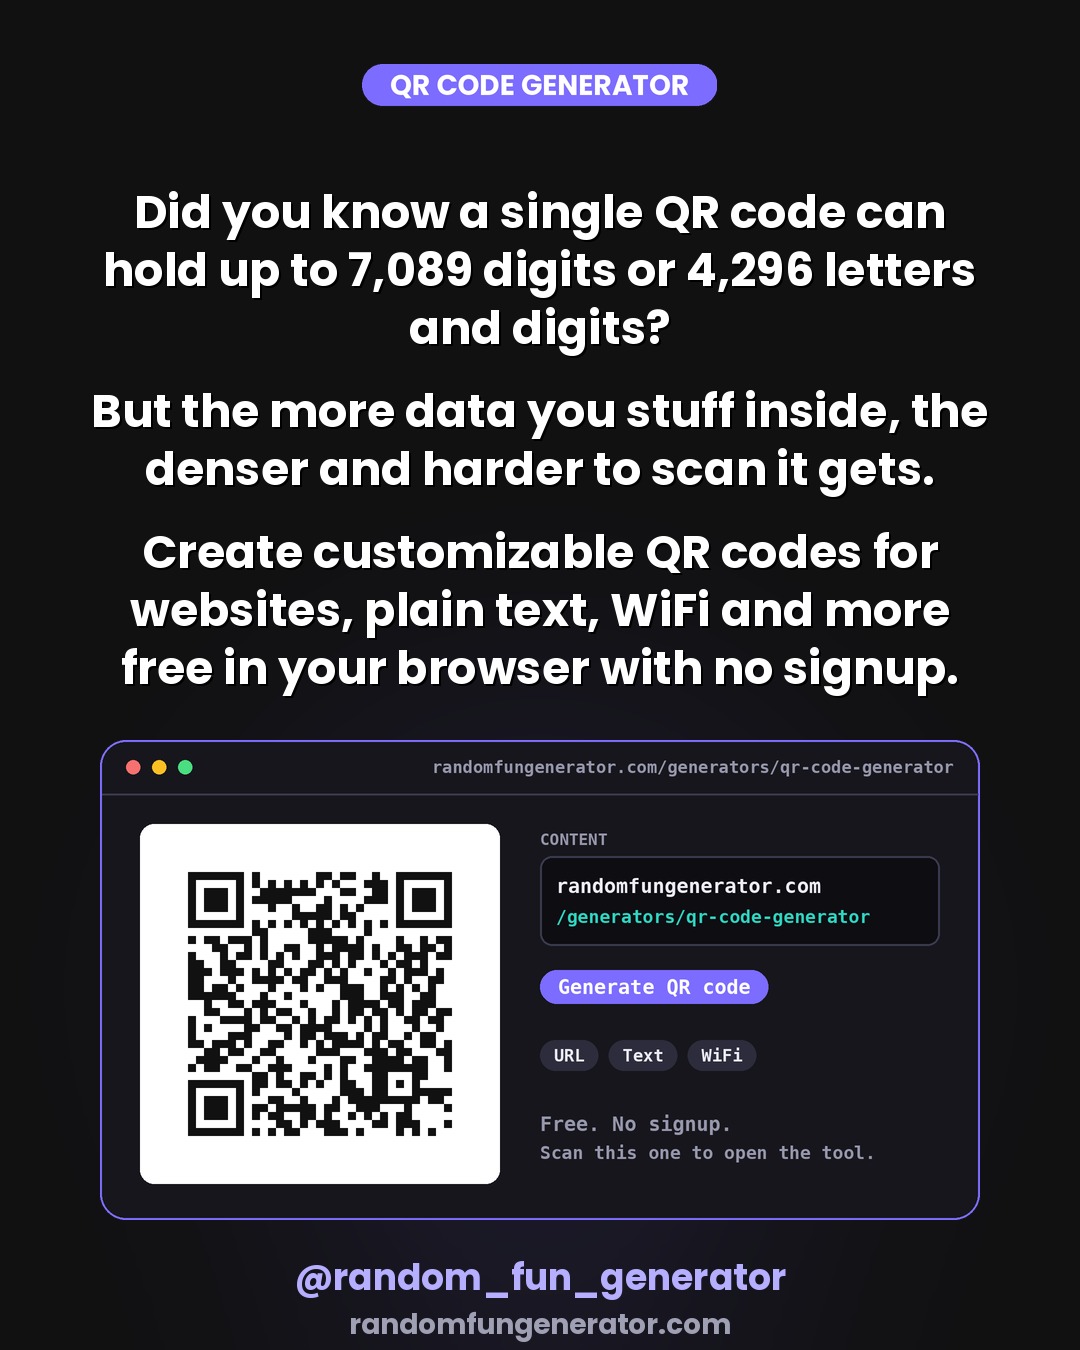 QR CODE GENERATOR
Did you know a single QR code can
hold up to 7,089 digits or 4,296 letters
and digits?
But the more data you stuff inside, the
denser and harder to scan it gets.
Create customizable QR codes for
websites, plain text, WiFi and more
free in your browser with no signup.
randomfungenerator.com/generators/qr-code-generator
CONTENT
randomfungenerator.com
/generators/qr-code-generator
Generate QR code
URL Text WiFi
Free. No signup.
Scan this one to open the tool.
@random_fun_generator
randomfungenerator.com